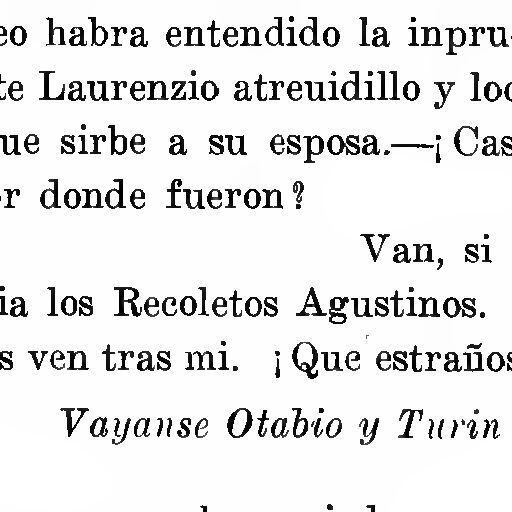 eo habra entendido la inpru-
te Laurenzio atreuidillo y loc
ue sirbe a su esposa.—¡ Cas
r donde fueron?
Van, si
ia los Recoletos Agustinos.
s ven tras mi. ¡ Que estraños
Vayanse Otabio y Turin